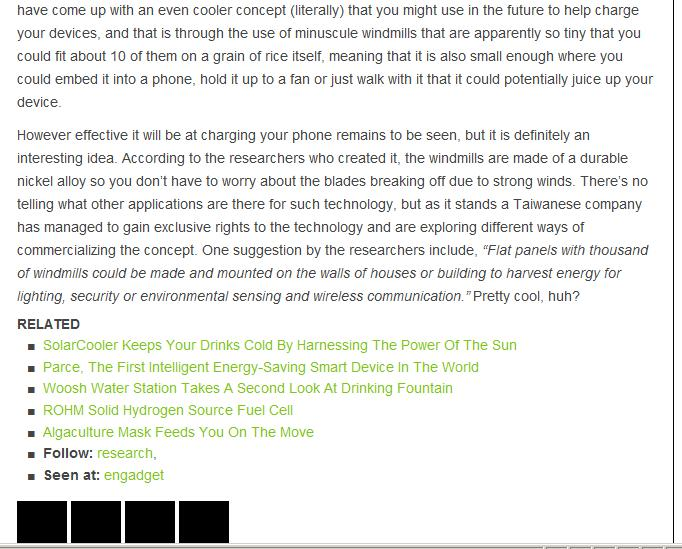 have come up with an even cooler concept (literally) that you might use in the future to help charge
your devices, and that is through the use of minuscule windmills that are apparently so tiny that you
could fit about 10 of them on a grain of rice itself, meaning that it is also small enough where you
could embed it into a phone, hold it up to a fan or just walk with it that it could potentially juice up your
device.
However effective it will be at charging your phone remains to be seen, but it is definitely an
interesting idea. According to the researchers who created it, the windmills are made of a durable
nickel alloy so you don't have to worry about the blades breaking off due to strong winds. There's no
telling what other applications are there for such technology, but as it stands a Taiwanese company
has managed to gain exclusive rights to the technology and are exploring different ways of
commercializing the concept. One suggestion by the researchers include, "Flat panels with thousand
of windmills could be made and mounted on the walls of houses or building to harvest energy for
lighting, security or environmental sensing and wireless communication." Pretty cool, huh?
RELATED
SolarCooler Keeps Your Drinks Cold By Harnessing The Power Of The Sun
Parce, The First Intelligent Energy-Saving Smart Device In The World
Woosh Water Station Takes A Second Look At Drinking Fountain
ROHM Solid Hydrogen Source Fuel Cell
Algaculture Mask Feeds You On The Move
Follow: research,
Seen at: engadget